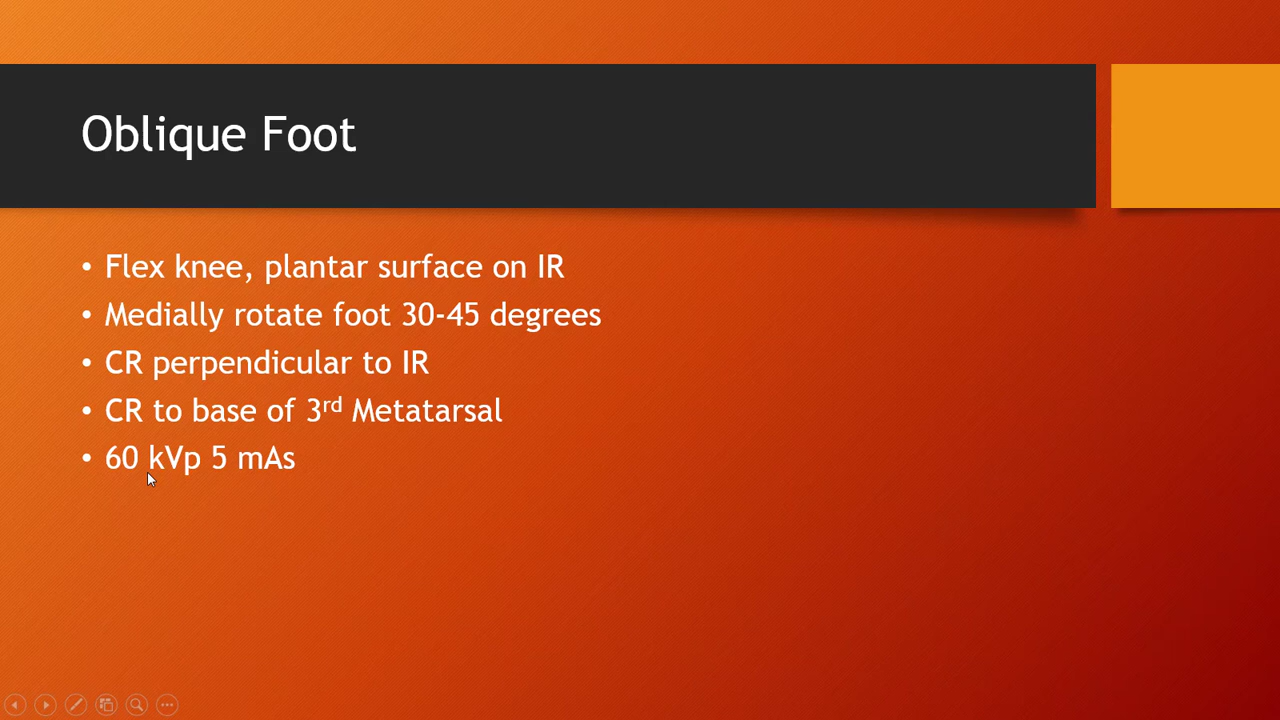 Oblique Foot
• Flex knee, plantar surface on IR
• Medially rotate foot 30-45 degrees
• CR perpendicular to IR
• CR to base of 3rd Metatarsal
• 60 kVp 5 mAs